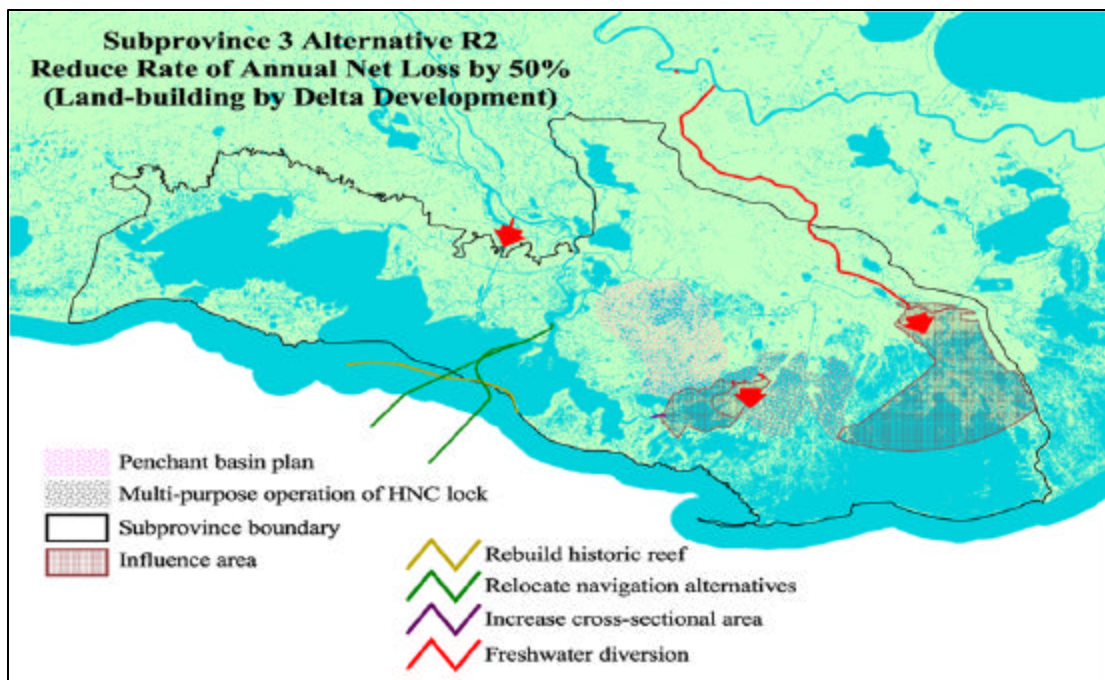 Subprovince 3 Alternative R2
Reduce Rate of Annual Net Loss by 50%
(Land-building by Delta Development)
Penchant basin plan
Multi-purpose operation of HNC lock
Subprovince boundary
Influence area
Rebuild historic reef
Relocate navigation alternatives
Increase cross-sectional area
Freshwater diversion